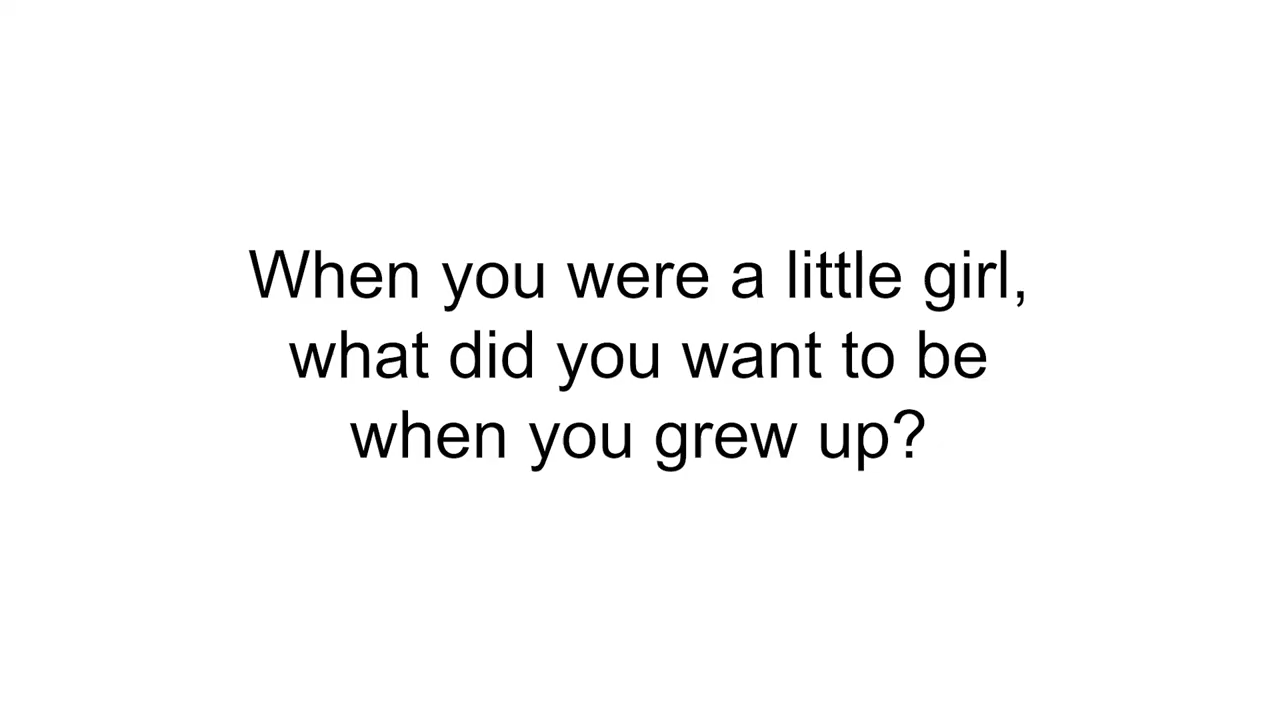 When you were a little girl,
what did you want to be
when you grew up?